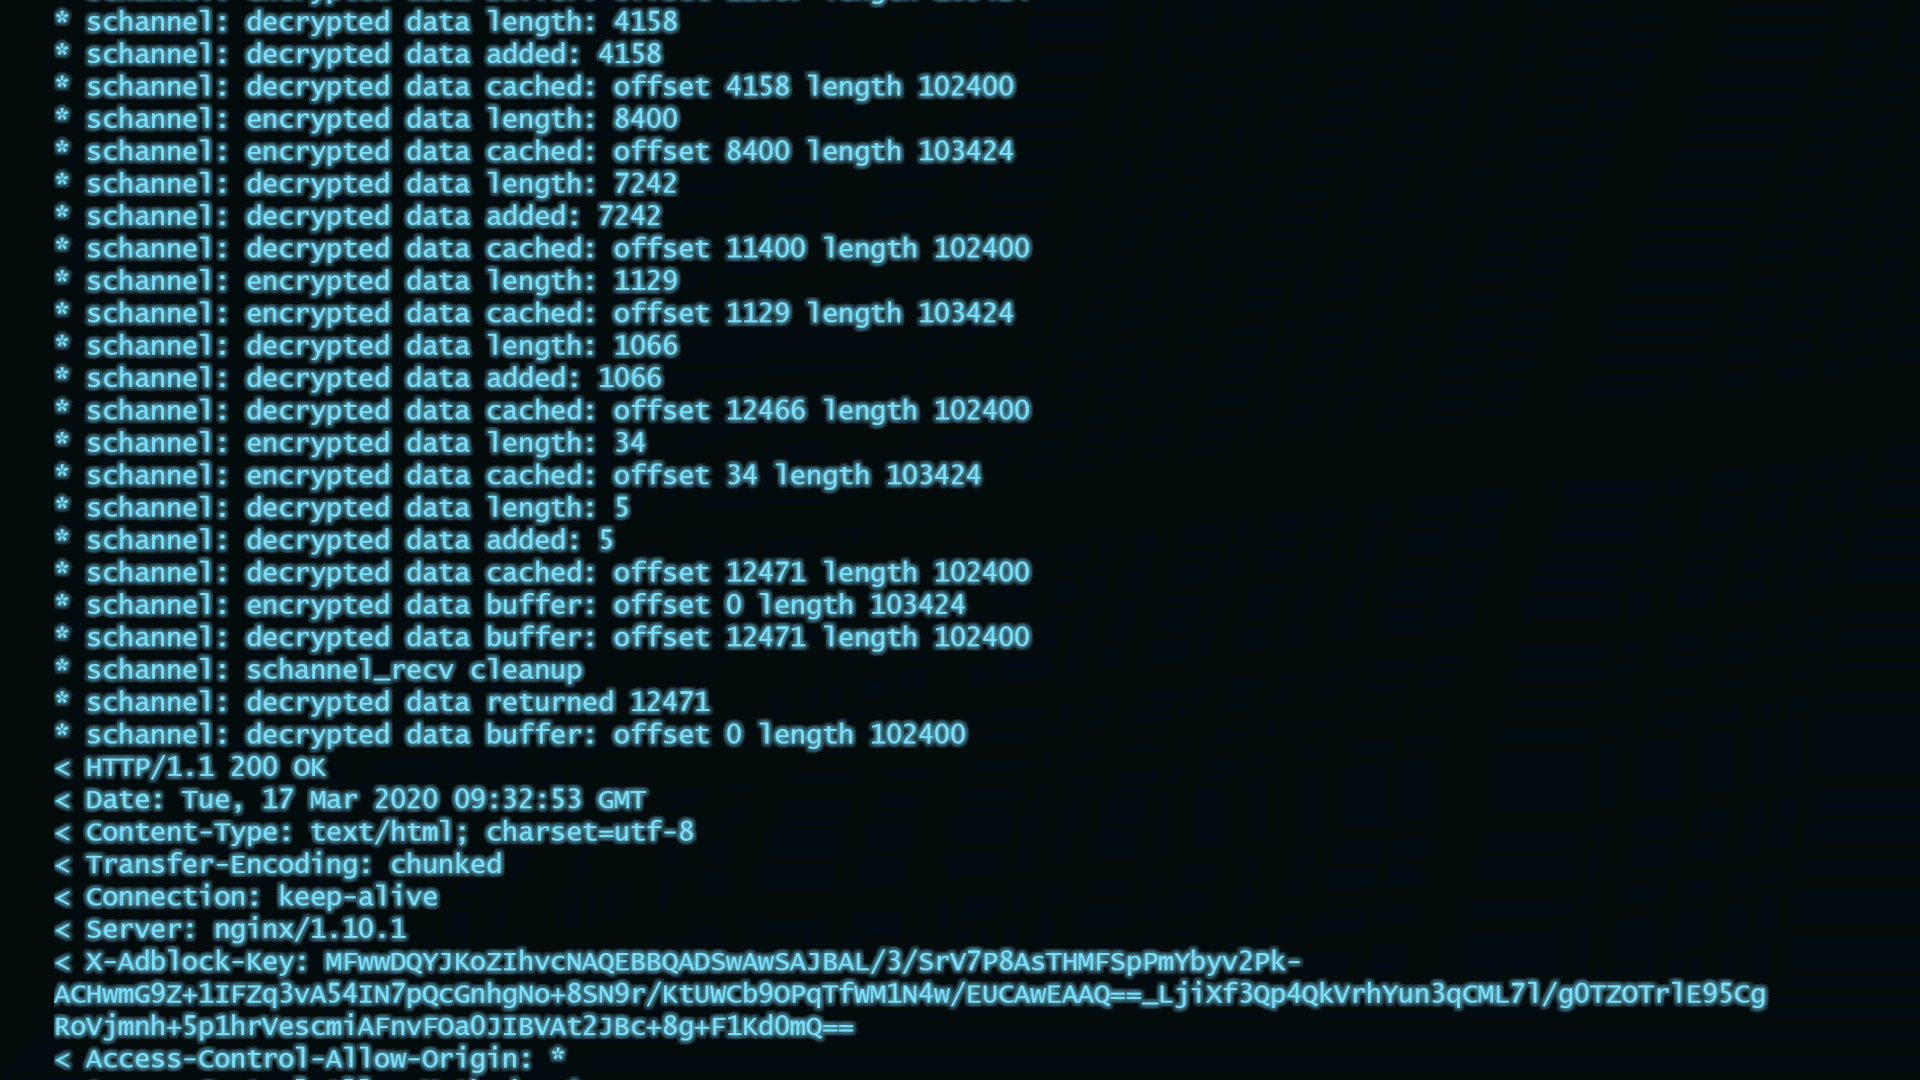 * schannel: decrypted data length: 4158
* schannel: decrypted data added: 4158
* schannel: decrypted data cached: offset 4158 length 102400
* schannel: encrypted data length: 8400
* schannel: encrypted data cached: offset 8400 length 103424
* schannel: decrypted data length: 7242
* schannel: decrypted data added: 7242
* schannel: decrypted data cached: offset 11400 length 102400
* schannel: encrypted data length: 1129
* schannel: encrypted data cached: offset 1129 length 103424
* schannel: decrypted data length: 1066
* schannel: decrypted data added: 1066
* schannel: decrypted data cached: offset 12466 length 102400
* schannel: encrypted data length: 34
* schannel: encrypted data cached: offset 34 length 103424
* schannel: decrypted data length: 5
* schannel: decrypted data added: 5
* schannel: decrypted data cached: offset 12471 length 102400
* schannel: encrypted data buffer: offset 0 length 103424
* schannel: decrypted data buffer: offset 12471 length 102400
* schannel: schannel_recv cleanup
* schannel: decrypted data returned 12471
* schannel: decrypted data buffer: offset 0 length 102400
< HTTP/1.1 200 OK
< Date: Tue, 17 Mar 2020 09:32:53 GMT
< Content-Type: text/html; charset=utf-8
< Transfer-Encoding: chunked
< Connection: keep-alive
< Server: nginx/1.10.1
< X-Adblock-Key: MFwwDQYJKoZIhvcNAQEBBQADSwAwSAJBAL/3/SrV7P8AsTHMFSpPmYbyv2Pk-
ACHwmG9Z+1IFZq3vA54IN7pQcGnhgNo+8SN9r/KtUWCb9OPqTfWM1N4w/EUCAwEAAQ==_LjiXf3Qp4QkVrhYun3qCML7l/g0TZOTrlE95Cg
RoVjmnh+5p1hrVescmiAFnvFOa0JIBVAt2JBc+8g+F1Kd0mQ==
< Access-Control-Allow-Origin: *